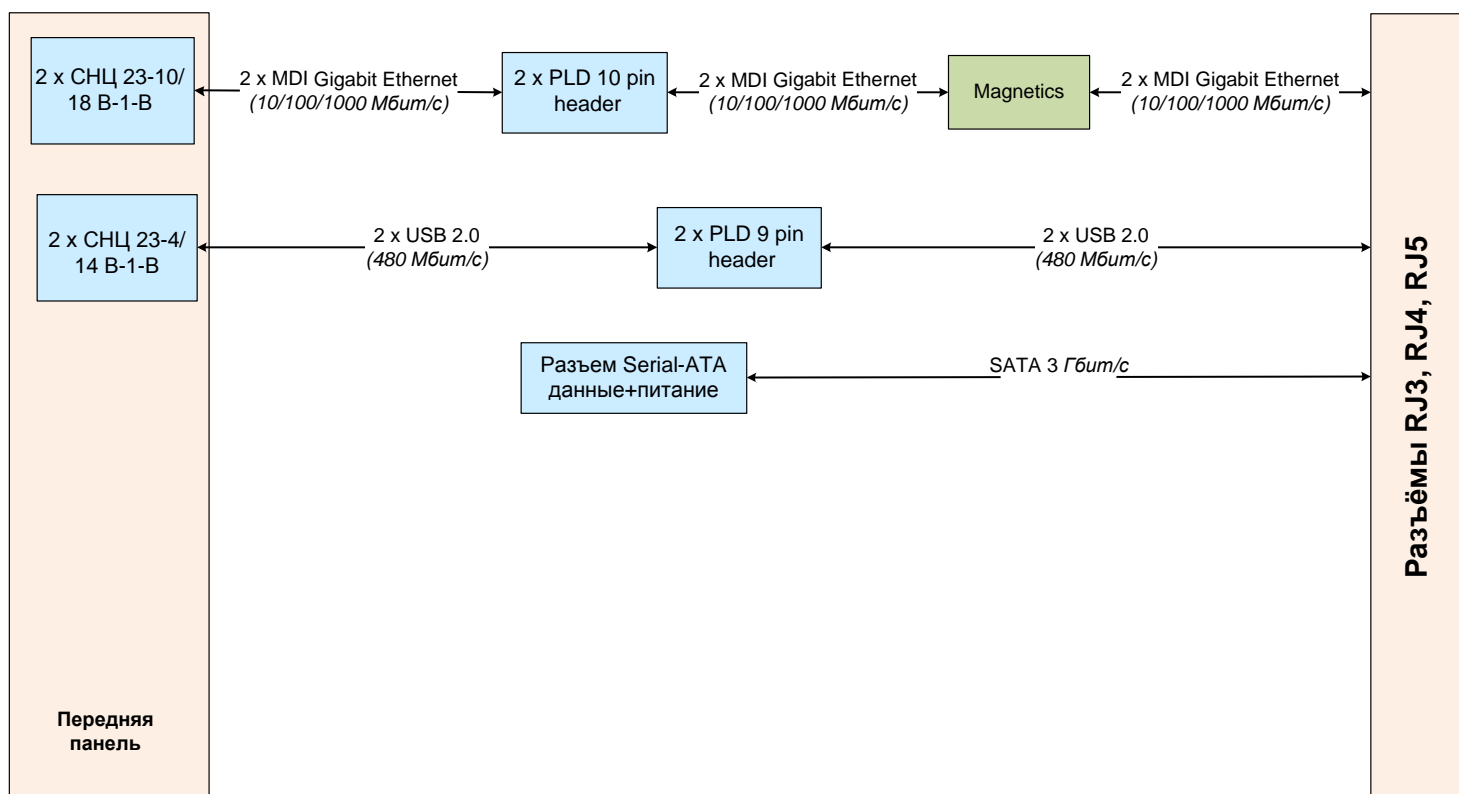 2 x СНЦ 23-10/
18 В-1-В
2 x MDI Gigabit Ethernet
(10/100/1000 Мбит/с)
2 x PLD 10 pin
header
2 x MDI Gigabit Ethernet
(10/100/1000 Мбит/с)
Magnetics
2 x MDI Gigabit Ethernet
(10/100/1000 Мбит/с)
2 x СНЦ 23-4/
14 В-1-В
2 x USB 2.0
(480 Мбит/с)
2 x PLD 9 pin
header
2 x USB 2.0
(480 Мбит/с)
Разъем Serial-ATA
данные+питание
SATA 3 Гбит/с
Разъёмы RJ3, RJ4, RJ5
Передняя
панель